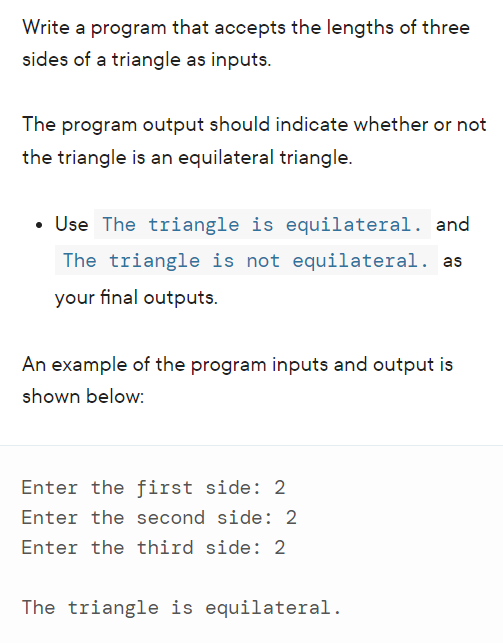 Write a program that accepts the lengths of three
sides of a triangle as inputs.
The program output should indicate whether or not
the triangle is an equilateral triangle.
• Use The triangle is equilateral. and
The triangle is not equilateral. as
your final outputs.
An example of the program inputs and output is
shown below:
Enter the first side: 2
Enter the second side: 2
Enter the third side: 2
The triangle is equilateral.